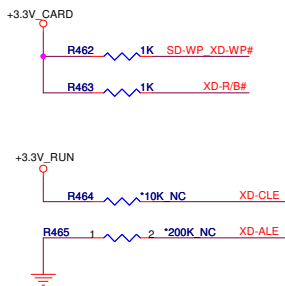 +3.3V_CARD
R462 1K SD-WP_XD-WP#
R463 1K XD-R/B#
+3.3V_RUN
R464 *10K_NC XD-CLE
R465 1 2 *200K_NC XD-ALE